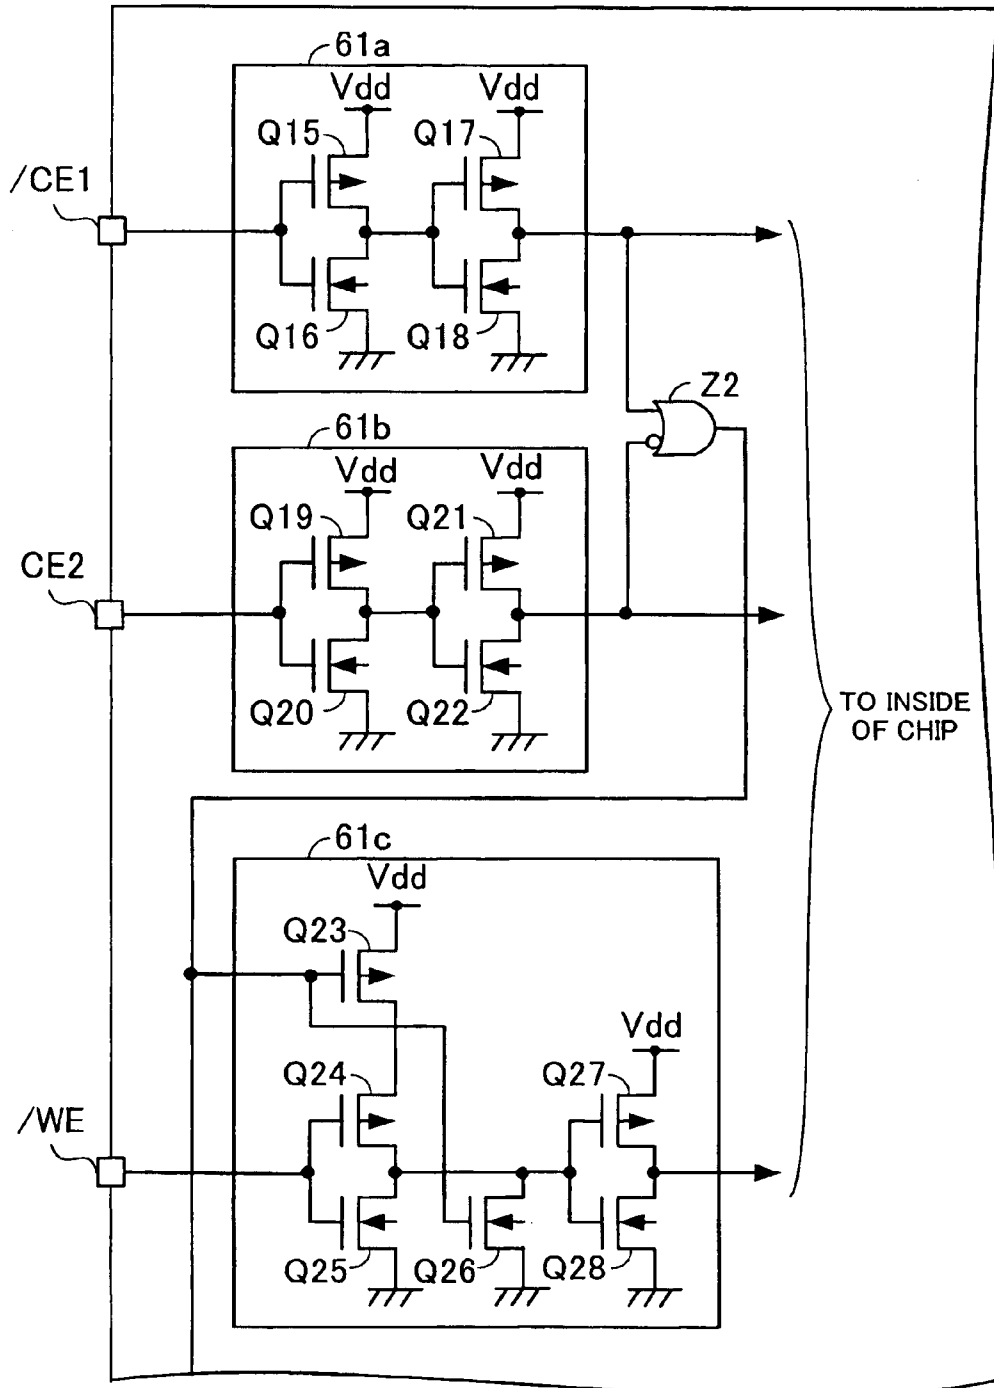 61a
Vdd
Vdd
Q15
Q17
/CE1
Q16
Q18
Z2
61b
Vdd
Vdd
Q19
Q21
CE2
Q20
Q22
TO INSIDE
OF CHIP
61c
Vdd
Q23
Vdd
Q24
Q27
/WE
Q25
Q26
Q28